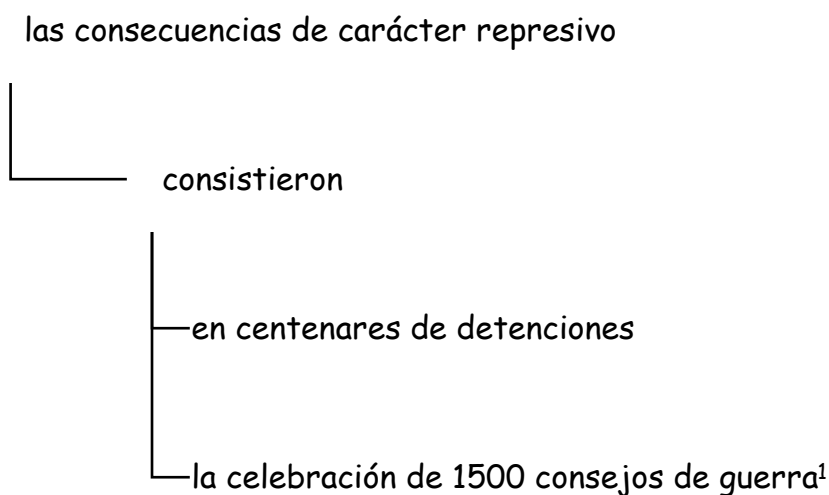 las consecuencias de carácter represivo
consistieron
en centenares de detenciones
la celebración de 1500 consejos de guerra¹